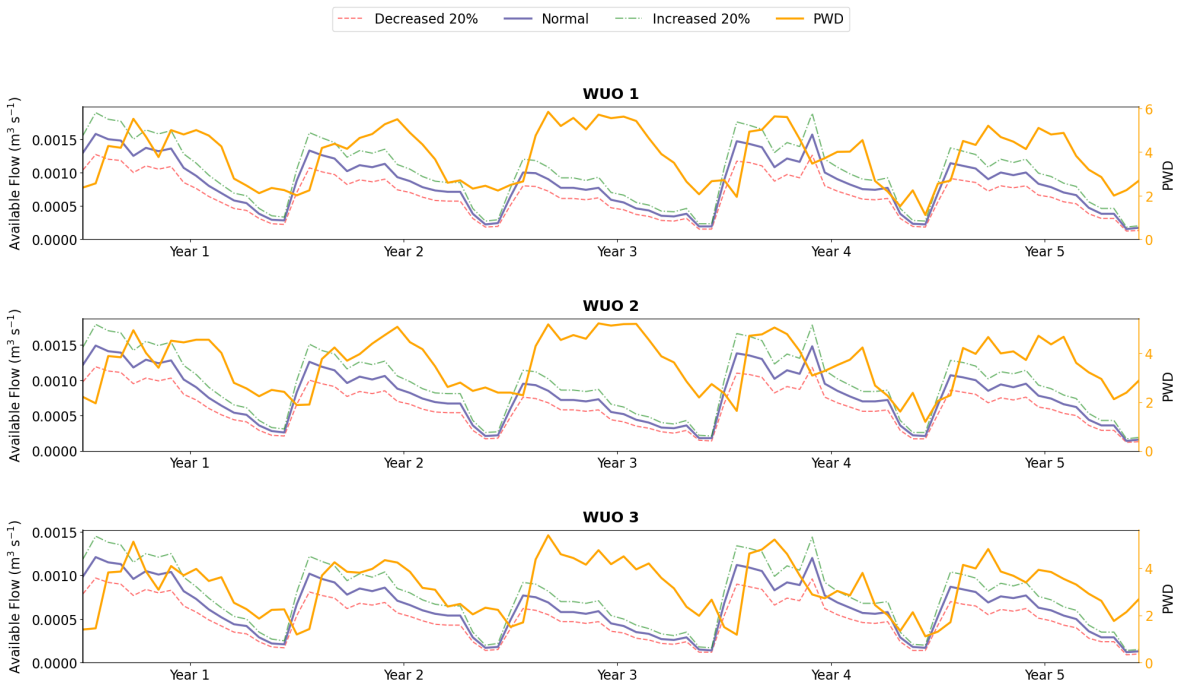 Decreased 20% Normal Increased 20% PWD
WUO 1
Available Flow (m³ s⁻¹)
0.0015
0.0010
0.0005
0.0000
6
4
2
0
PWD
Year 1 Year 2 Year 3 Year 4 Year 5
WUO 2
Available Flow (m³ s⁻¹)
0.0015
0.0010
0.0005
0.0000
4
2
0
PWD
Year 1 Year 2 Year 3 Year 4 Year 5
WUO 3
Available Flow (m³ s⁻¹)
0.0015
0.0010
0.0005
0.0000
4
2
0
PWD
Year 1 Year 2 Year 3 Year 4 Year 5